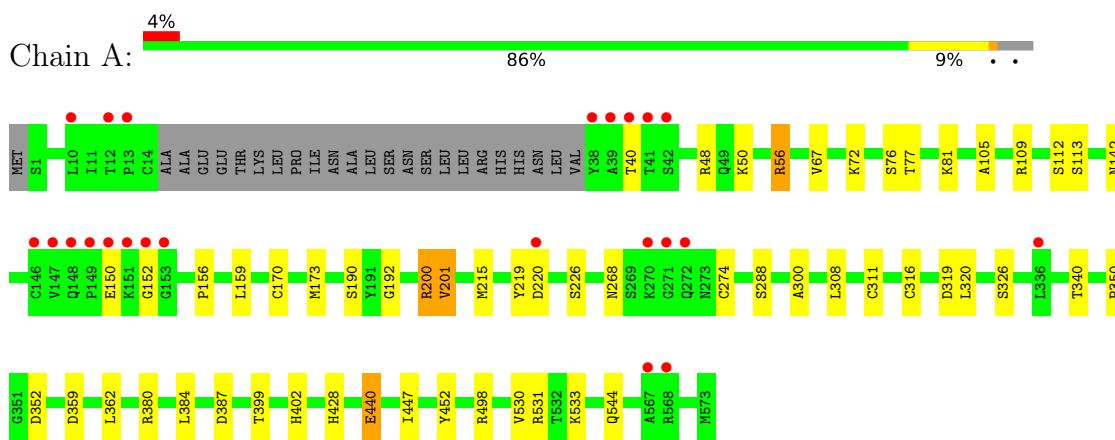 4%
Chain A:
86% 9% • •
MET S1 L10 I11 T12 P13 C14 ALA ALA GLU GLU THR LYS LEU PRO ILE ASN ALA LEU SER ASN SER LEU LEU ARG HIS HIS ASN LEU VAL Y38 A39 T40 T41 S42 R48 Q49 K50 R56 V67 K72 S76 T77 K81 A105 R109 S112 S113 N142
C146 V147 Q148 P149 E150 K151 G152 G153 P156 L159 C170 M173 S190 Y191 G192 R200 V201 M215 Y219 D220 S226 N268 S269 K270 G271 Q272 N273 C274 S288 A300 L308 C311 C316 D319 L320 S326 L336 T340 P350
G351 D352 D359 L362 R380 L384 D387 T399 H402 H428 E440 I447 Y452 R498 V530 R531 T532 K533 Q544 A567 R568 M573